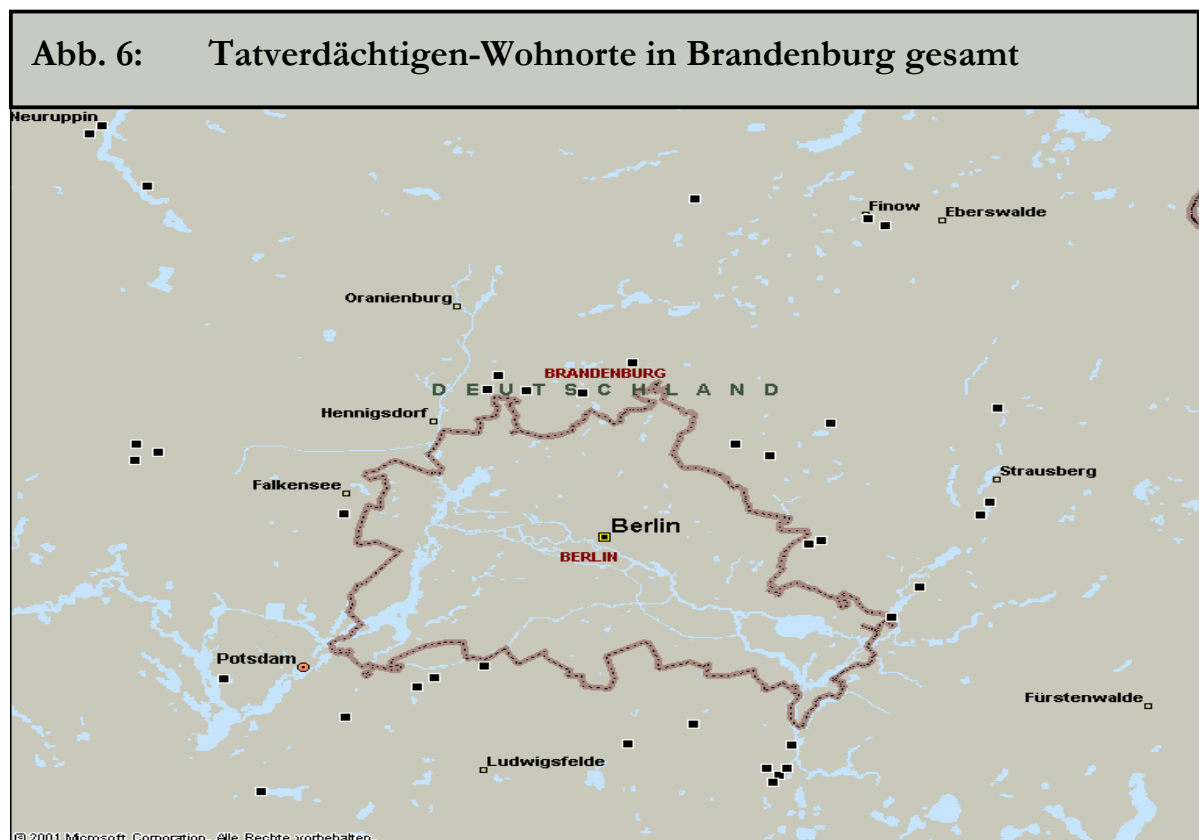 Abb. 6: Tatverdächtigen-Wohnorte in Brandenburg gesamt
Neuruppin
Finow
Eberswalde
Oranienburg
BRANDENBURG
DEUTSCHLAND
Hennigsdorf
Strausberg
Falkensee
Berlin
BERLIN
Potsdam
Fürstenwalde
Ludwigsfelde
© 2001 Microsoft Corporation. Alle Rechte vorbehalten.